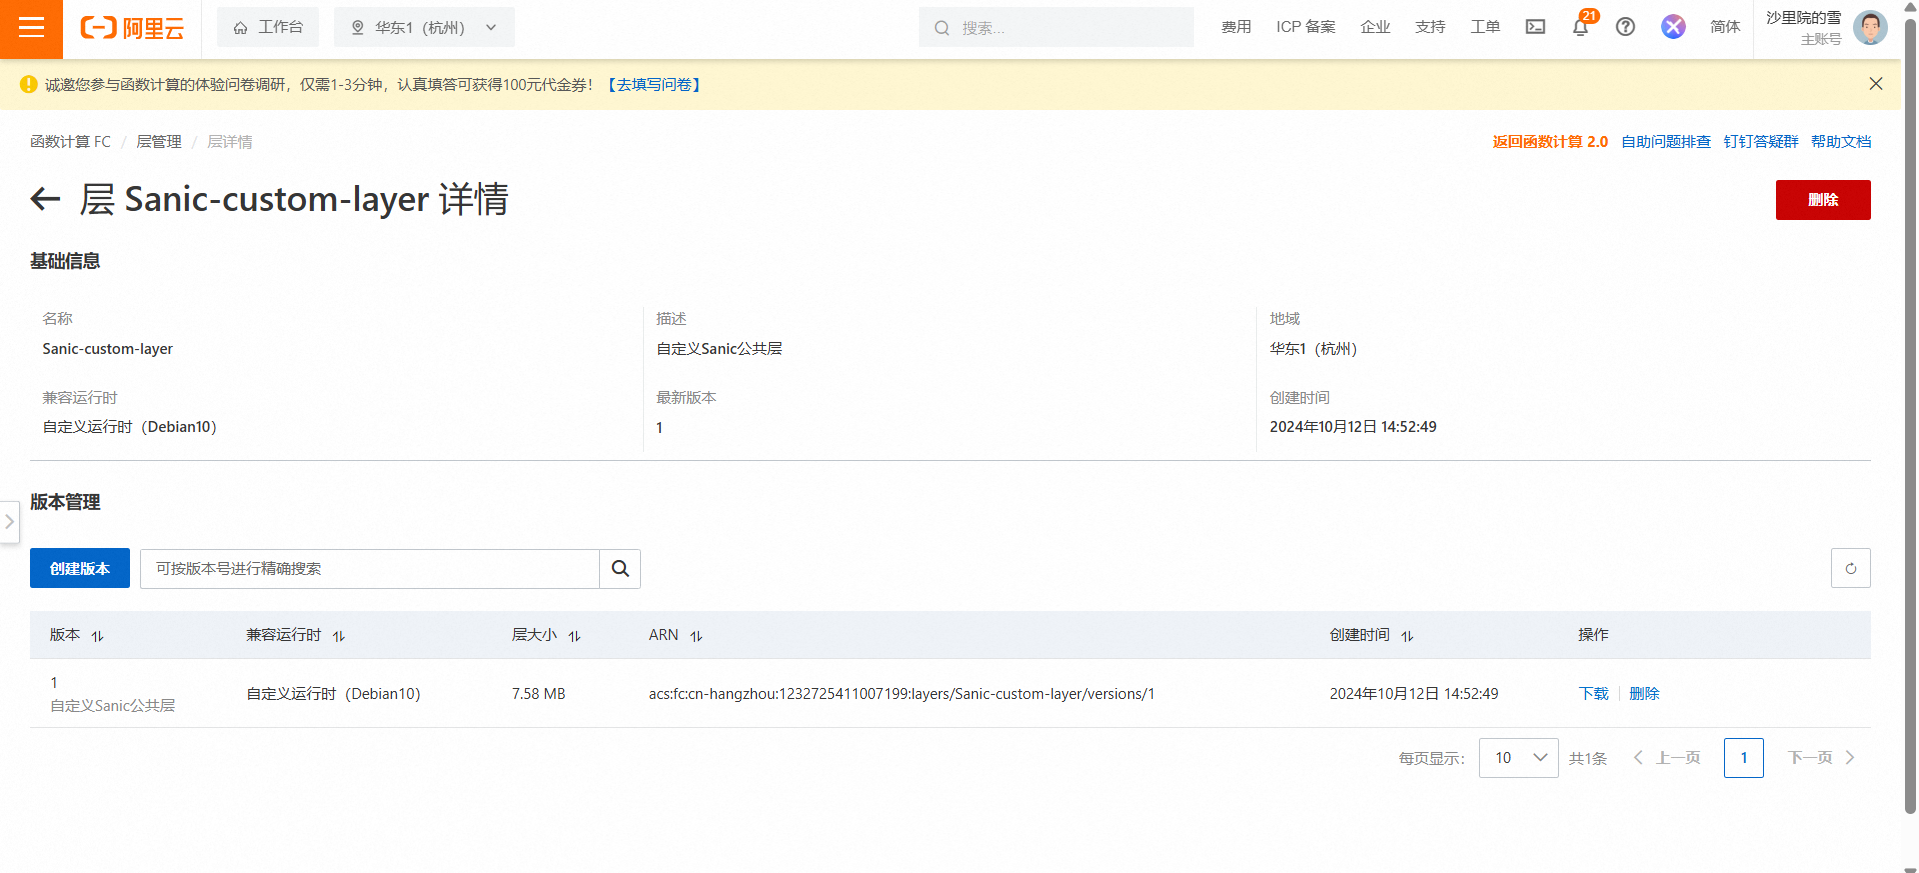 阿里云
工作台
华东1（杭州）
搜索...
费用
ICP 备案
企业
支持
工单
21
简体
沙里院的雪
主账号
诚邀您参与函数计算的体验问卷调研，仅需1-3分钟，认真填答可获得100元代金券！【去填写问卷】
函数计算 FC / 层管理 / 层详情
返回函数计算 2.0 自助问题排查 钉钉答疑群 帮助文档
层 Sanic-custom-layer 详情
删除
基础信息
名称
Sanic-custom-layer
描述
自定义Sanic公共层
地域
华东1（杭州）
兼容运行时
自定义运行时（Debian10）
最新版本
1
创建时间
2024年10月12日 14:52:49
版本管理
创建版本
可按版本号进行精确搜索
版本 兼容运行时 层大小 ARN 创建时间 操作
1
自定义Sanic公共层
自定义运行时（Debian10）
7.58 MB
acs:fc:cn-hangzhou:1232725411007199:layers/Sanic-custom-layer/versions/1
2024年10月12日 14:52:49
下载 删除
每页显示： 10 共1条 上一页 1 下一页